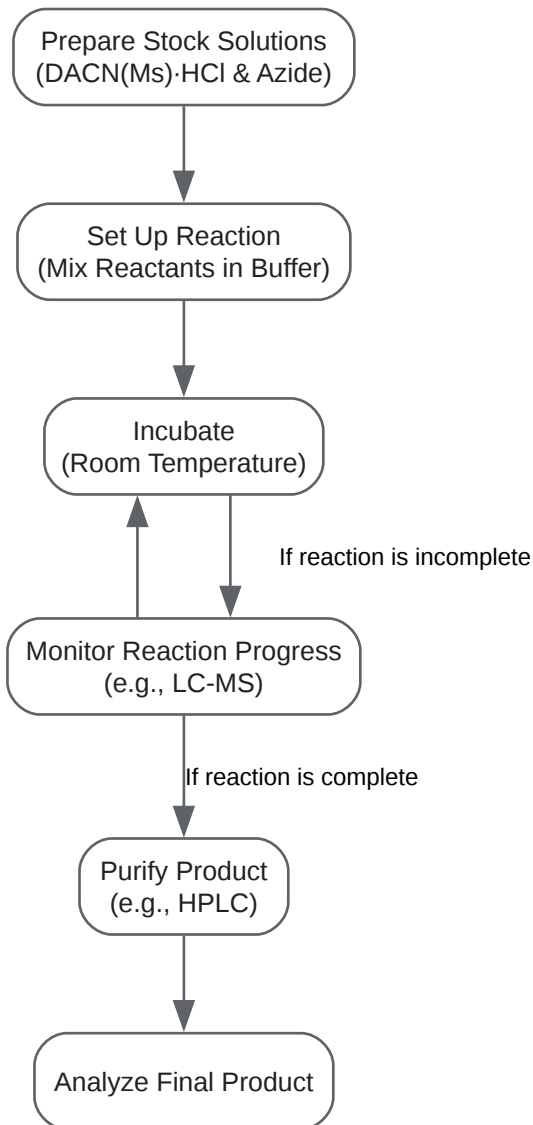 Prepare Stock Solutions
(DACN(Ms)·HCl & Azide)
Set Up Reaction
(Mix Reactants in Buffer)
Incubate
(Room Temperature)
If reaction is incomplete
Monitor Reaction Progress
(e.g., LC-MS)
If reaction is complete
Purify Product
(e.g., HPLC)
Analyze Final Product